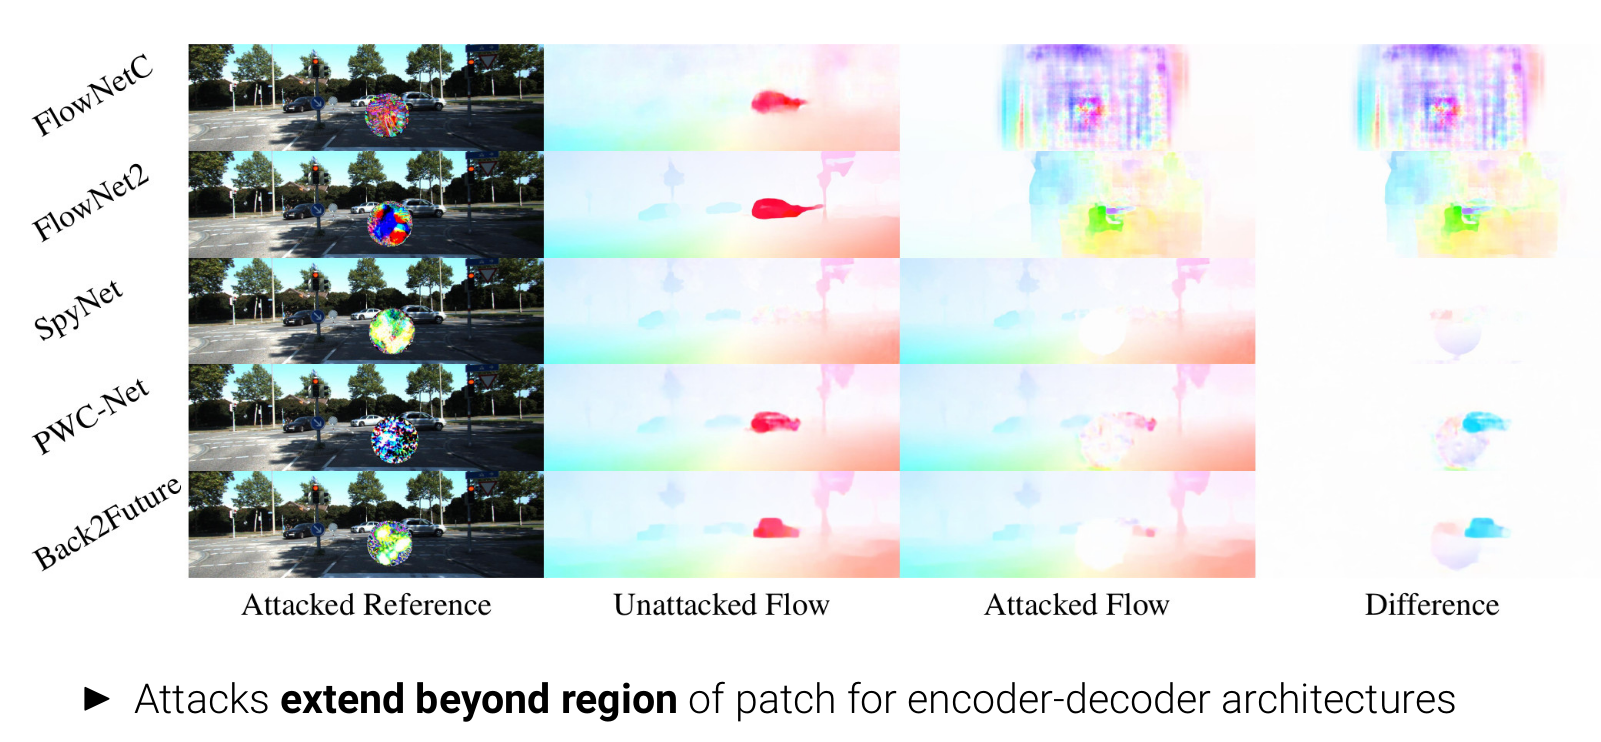 FlowNetC
FlowNet2
SpyNet
PWC-Net
Back2Future
Attacked Reference
Unattacked Flow
Attacked Flow
Difference
► Attacks extend beyond region of patch for encoder-decoder architectures